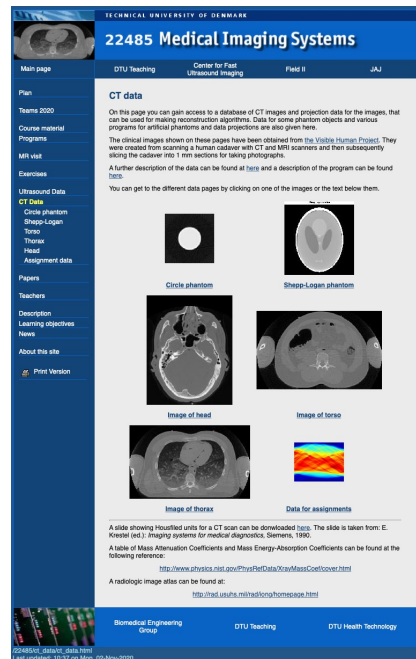 TECHNICAL UNIVERSITY OF DENMARK
22485 Medical Imaging Systems
Main page
DTU Teaching
Center for Fast
Ultrasound Imaging
Field II
JAJ
Plan
Teams 2020
Course material
Programs
MR visit
Exercises
Ultrasound Data
CT Data
Circle phantom
Shepp-Logan
Torso
Thorax
Head
Assignment data
Papers
Teachers
Description
Learning objectives
News
About this site
Print Version
CT data
On this page you can gain access to a database of CT images and projection data for the images, that
can be used for making reconstruction algorithms. Data for some phantom objects and various
programs for artificial phantoms and data projections are also given here.
The clinical images shown on these pages have been obtained from the Visible Human Project. They
were created from scanning a human cadaver with CT and MRI scanners and then subsequently
slicing the cadaver into 1 mm sections for taking photographs.
A further description of the data can be found at here and a description of the program can be found
here.
You can get to the different data pages by clicking on one of the images or the text below them.
Circle phantom
Shepp-Logan phantom
Image of head
Image of torso
Image of thorax
Data for assignments
A slide showing Housfiled units for a CT scan can be donwloaded here. The slide is taken from: E.
Krestel (ed.): Imaging systems for medical diagnostics, Siemens, 1990.
A table of Mass Attenuation Coefficients and Mass Energy-Absorption Coefficients can be found at the
following reference:
http://www.physics.nist.gov/PhysRefData/XrayMassCoef/cover.html
A radiologic image atlas can be found at:
http://rad.usuhs.mil/rad/iong/homepage.html
Biomedical Engineering
Group
DTU Teaching
DTU Health Technology
/22485/ct_data/ct_data.html
Last updated: 10:37 on Mon, 02-Nov-2020